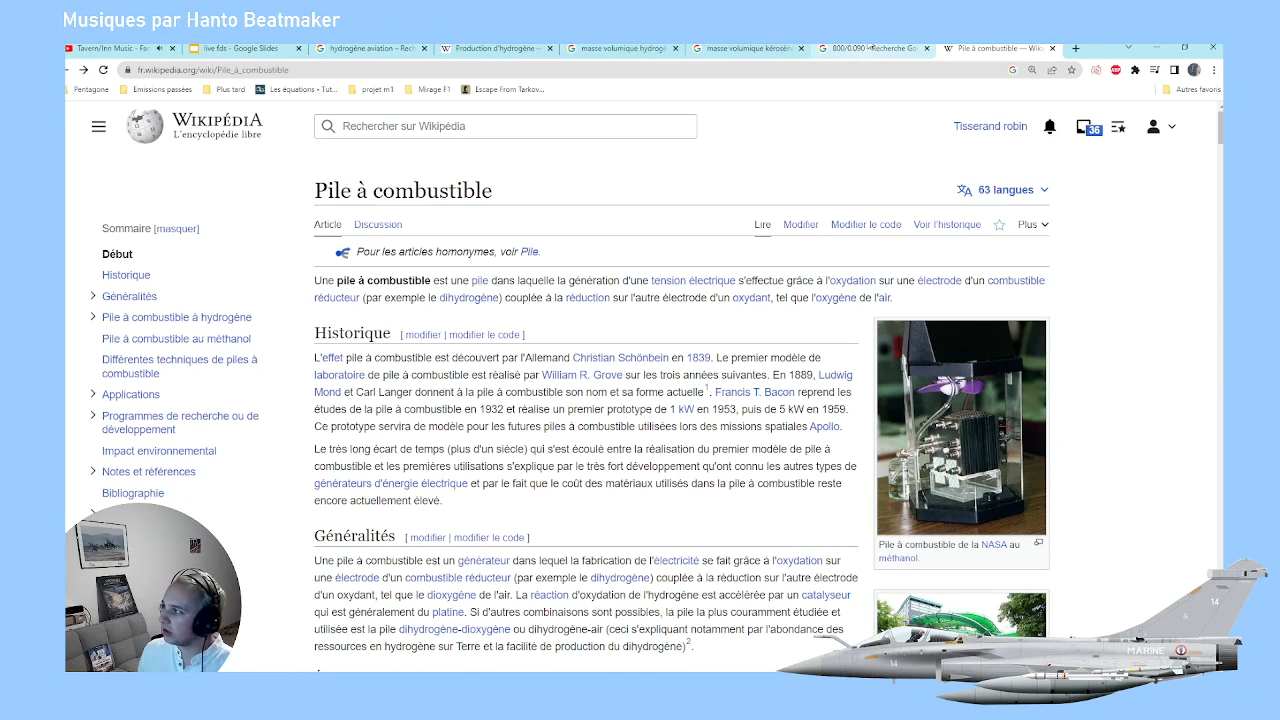 Musiques par Hanto Beatmaker
Tavern/Inn Music - Fa
live fds - Google Slides
hydrogène aviation – Rech
Production d'hydrogène –
masse volumique hydrog
masse volumique kérosén
800/0.090 - Recherche Go
Pile à combustible — Wiki
fr.wikipedia.org/wiki/Pile_à_combustible
Pentagone
Emissions passées
Plus tard
Les équations • Tut...
projet m1
Mirage F1
Escape From Tarkov...
Autres favoris
WIKIPÉDIA
L'encyclopédie libre
Rechercher sur Wikipédia
Tisserand robin
36
Pile à combustible
63 langues
Sommaire [masquer]
Article
Discussion
Lire
Modifier
Modifier le code
Voir l'historique
Plus
Début
Historique
Généralités
Pile à combustible à hydrogène
Pile à combustible au méthanol
Différentes techniques de piles à
combustible
Applications
Programmes de recherche ou de
développement
Impact environnemental
Notes et références
Bibliographie
Pour les articles homonymes, voir Pile.
Une pile à combustible est une pile dans laquelle la génération d'une tension électrique s'effectue grâce à l'oxydation sur une électrode d'un combustible
réducteur (par exemple le dihydrogène) couplée à la réduction sur l'autre électrode d'un oxydant, tel que l'oxygène de l'air.
Historique [ modifier | modifier le code ]
L'effet pile à combustible est découvert par l'Allemand Christian Schönbein en 1839. Le premier modèle de
laboratoire de pile à combustible est réalisé par William R. Grove sur les trois années suivantes. En 1889, Ludwig
Mond et Carl Langer donnent à la pile à combustible son nom et sa forme actuelle1. Francis T. Bacon reprend les
études de la pile à combustible en 1932 et réalise un premier prototype de 1 kW en 1953, puis de 5 kW en 1959.
Ce prototype servira de modèle pour les futures piles à combustible utilisées lors des missions spatiales Apollo.
Le très long écart de temps (plus d'un siècle) qui s'est écoulé entre la réalisation du premier modèle de pile à
combustible et les premières utilisations s'explique par le très fort développement qu'ont connu les autres types de
générateurs d'énergie électrique et par le fait que le coût des matériaux utilisés dans la pile à combustible reste
encore actuellement élevé.
Pile à combustible de la NASA au
méthanol.
Généralités [ modifier | modifier le code ]
Une pile à combustible est un générateur dans lequel la fabrication de l'électricité se fait grâce à l'oxydation sur
une électrode d'un combustible réducteur (par exemple le dihydrogène) couplée à la réduction sur l'autre électrode
d'un oxydant, tel que le dioxygène de l'air. La réaction d'oxydation de l'hydrogène est accélérée par un catalyseur
qui est généralement du platine. Si d'autres combinaisons sont possibles, la pile la plus couramment étudiée et
utilisée est la pile dihydrogène-dioxygène ou dihydrogène-air (ceci s'expliquant notamment par l'abondance des
ressources en hydrogène sur Terre et la facilité de production du dihydrogène)2.
14
MARINE
14